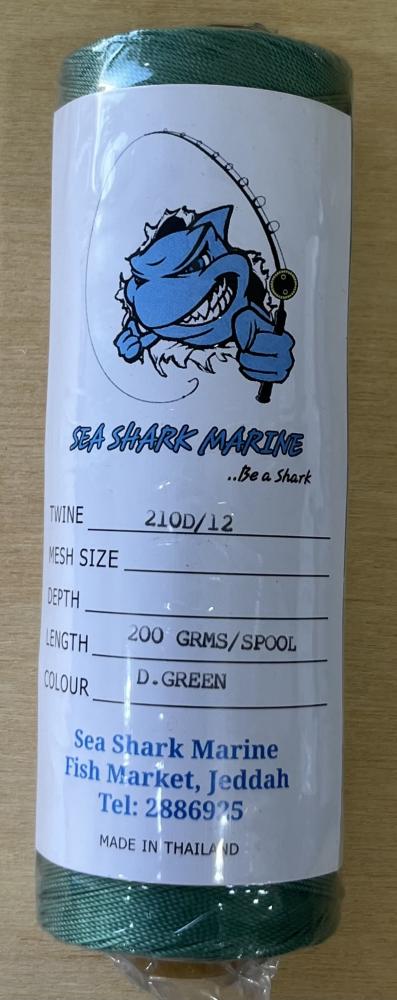 SEA SHARK MARINE
..Be a Shark
TWINE 210D/12
MESH SIZE
DEPTH
LENGTH 200 GRMS/SPOOL
COLOUR D.GREEN
Sea Shark Marine
Fish Market, Jeddah
Tel: 2886925
MADE IN THAILAND